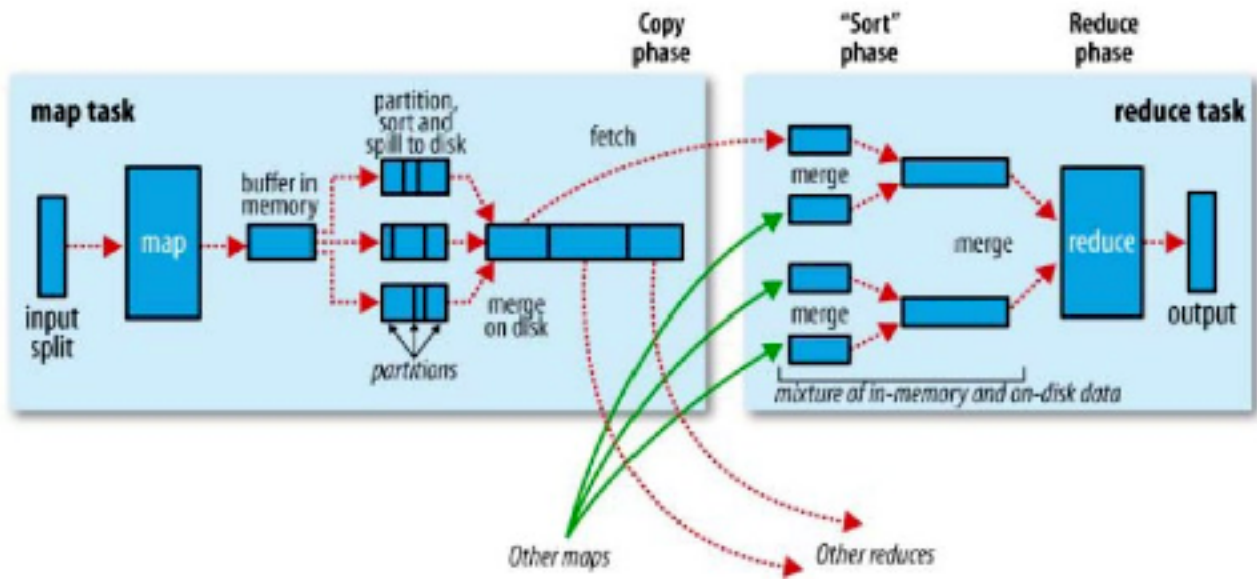 Copy
phase
“Sort”
phase
Reduce
phase
map task
partition,
sort and
spill to disk
fetch
reduce task
buffer in
memory
merge
map
merge
reduce
input
split
merge
on disk
merge
output
partitions
mixture of in-memory and on-disk data
Other maps
Other reduces